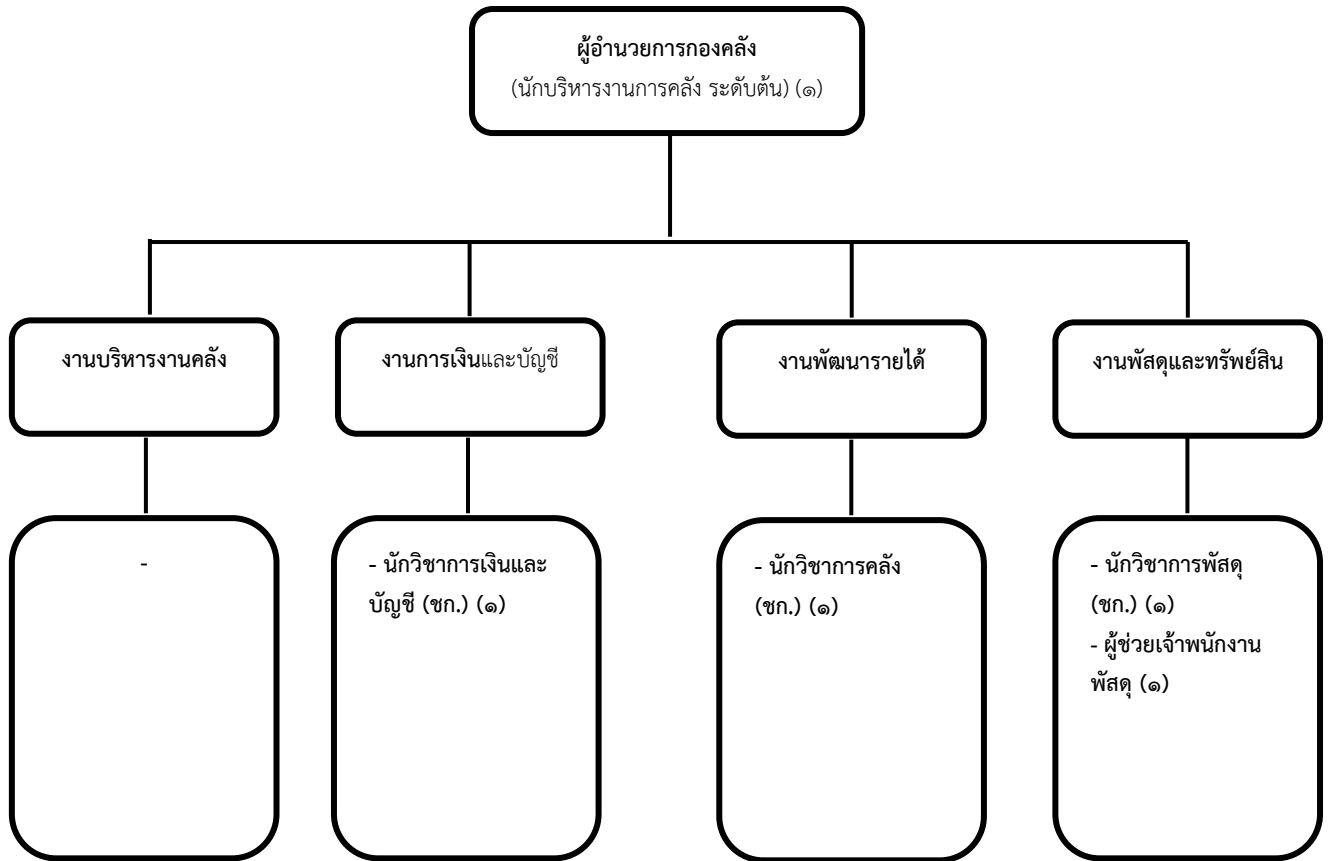 ผู้อำนวยการกองคลัง
(นักบริหารงานการคลัง ระดับต้น) (๑)
งานบริหารงานคลัง
งานการเงินและบัญชี
งานพัฒนารายได้
งานพัสดุและทรัพย์สิน
-
- นักวิชาการเงินและ
บัญชี (ชก.) (๑)
- นักวิชาการคลัง
(ชก.) (๑)
- นักวิชาการพัสดุ
(ชก.) (๑)
- ผู้ช่วยเจ้าพนักงาน
พัสดุ (๑)